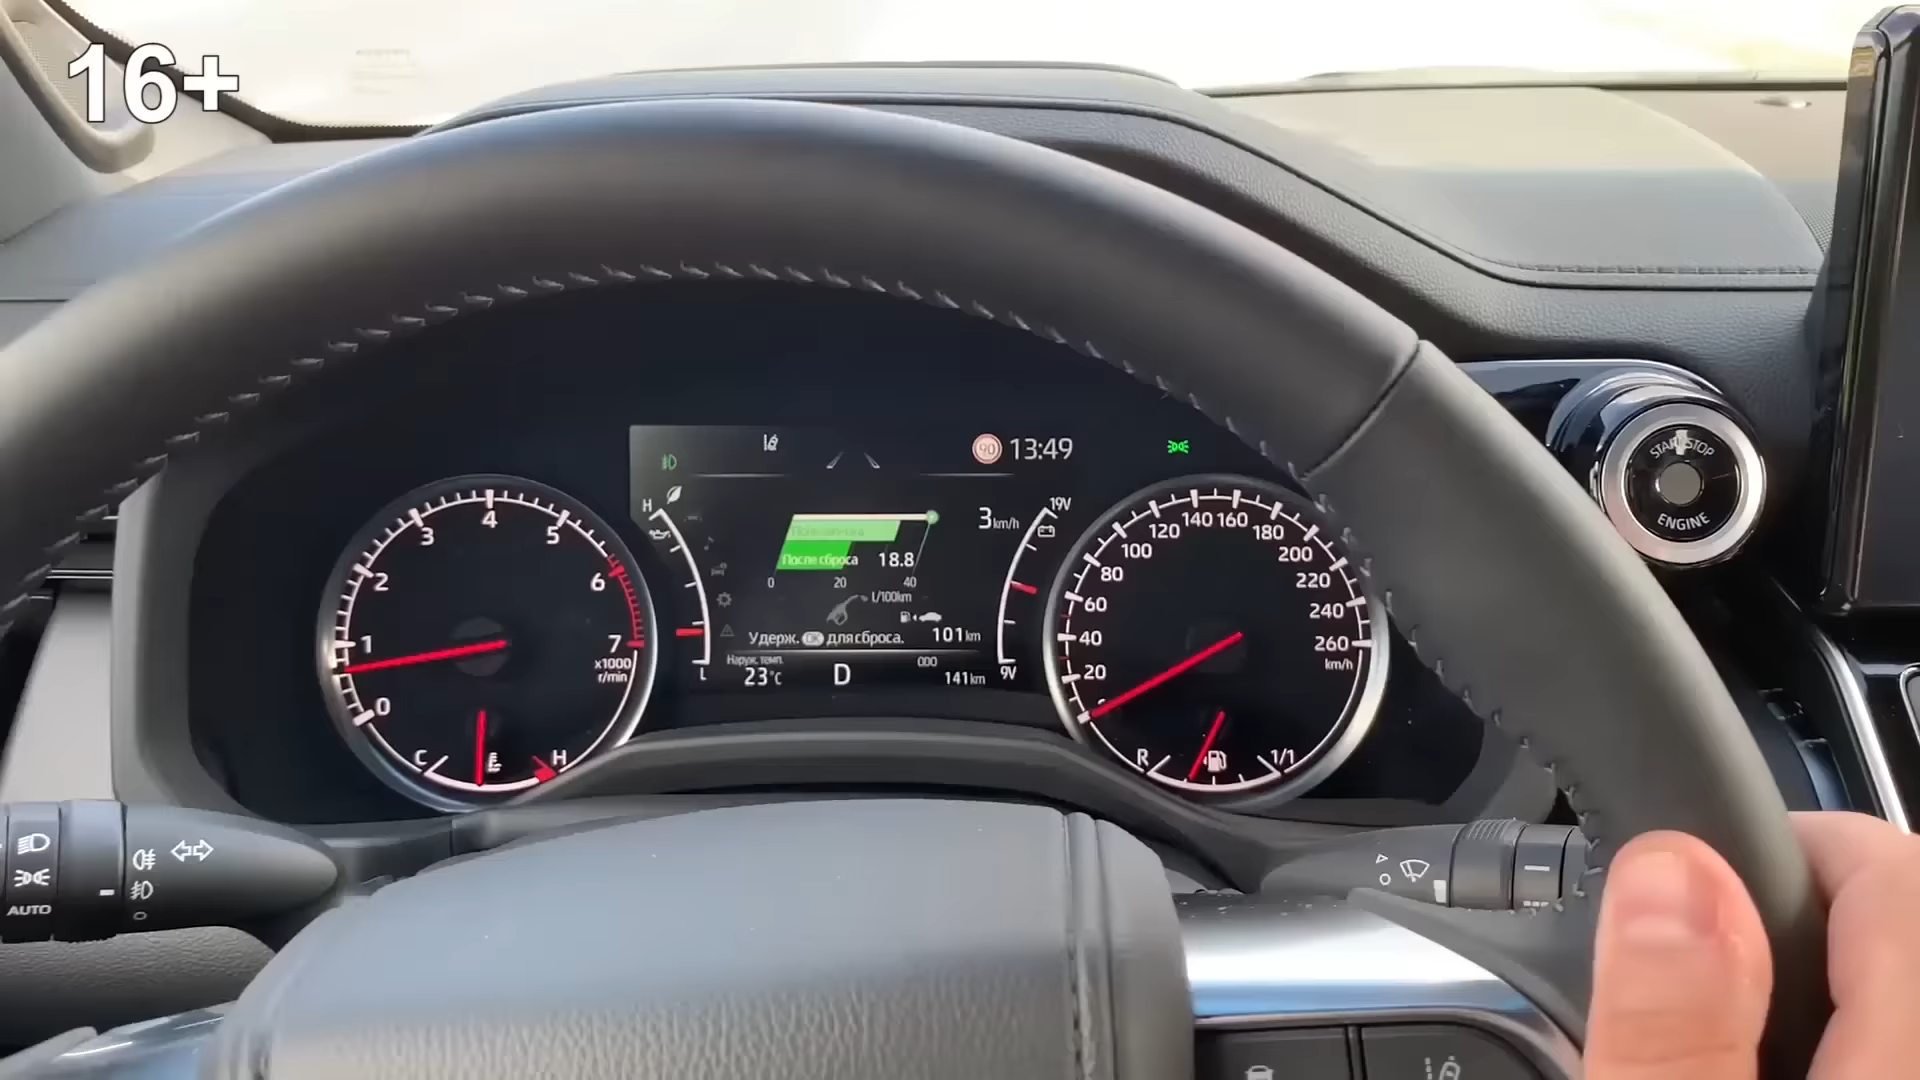 16+
90
13:49
H
3 km/h
19V
После сброса 18.8
0 20 40
L/100km
Удерж. OK для сброса. 101 km
L
Наруж. темп.
23°C
D
000
141 km
9V
0 1 2 3 4 5 6 7
x1000
r/min
C H
20 40 60 80 100 120 140 160 180 200 220 240 260
km/h
R 1/1
START STOP
ENGINE
AUTO